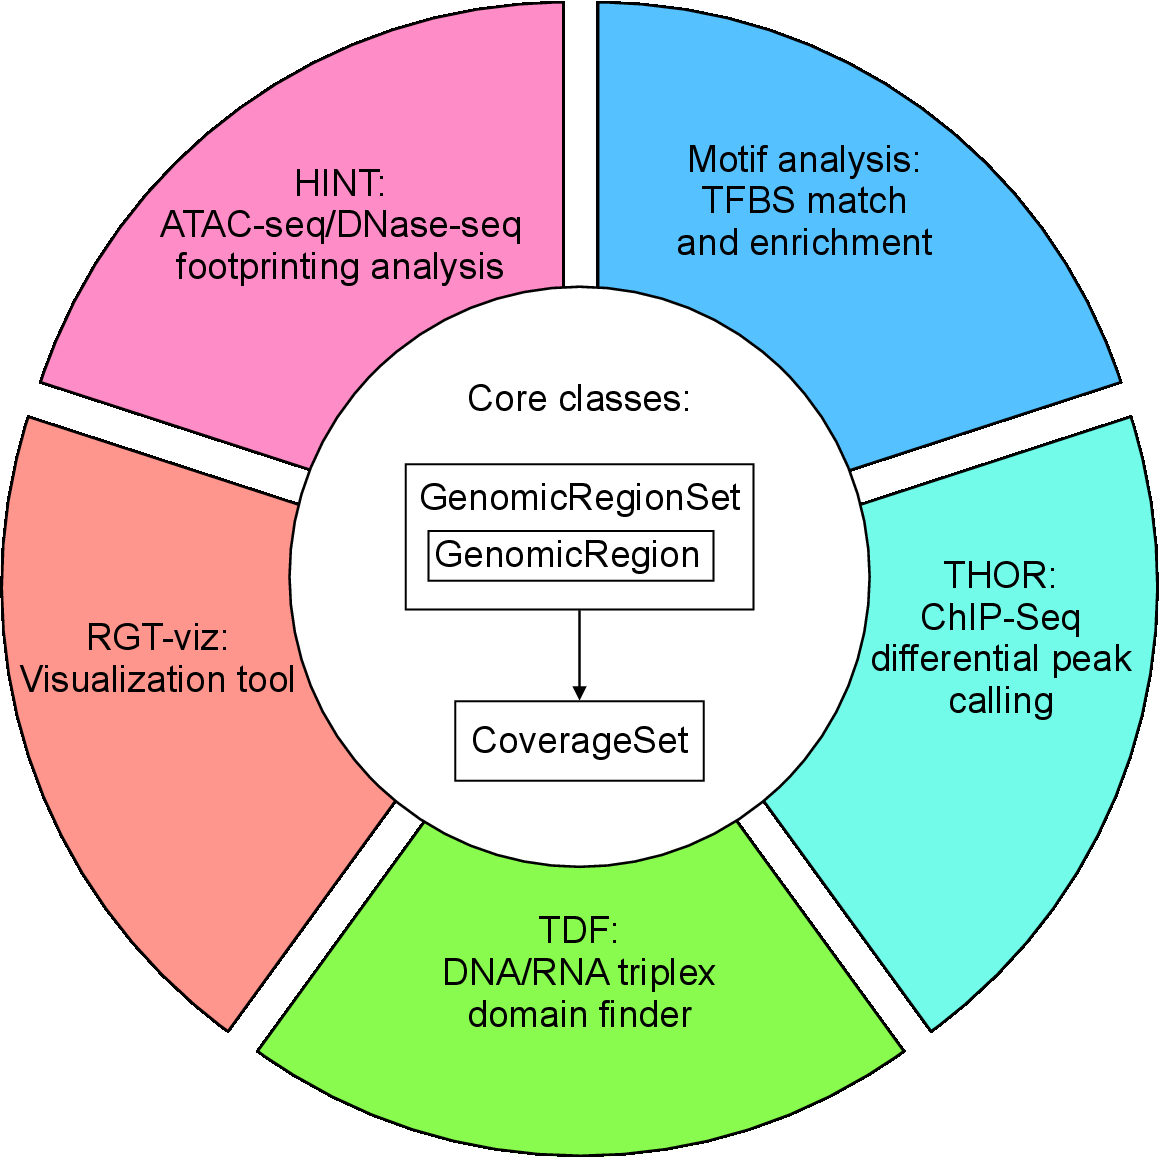 HINT:
ATAC-seq/DNase-seq
footprinting analysis
Motif analysis:
TFBS match
and enrichment
Core classes:
GenomicRegionSet
GenomicRegion
CoverageSet
THOR:
ChIP-Seq
differential peak
calling
RGT-viz:
Visualization tool
TDF:
DNA/RNA triplex
domain finder